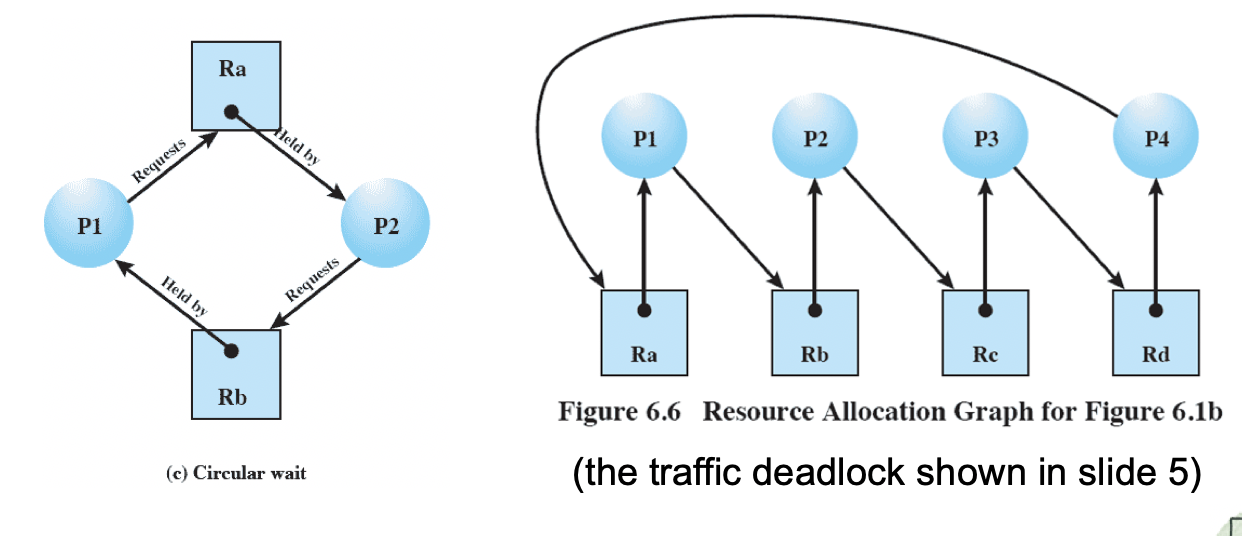 Ra
Requests
Held by
P1
P2
Held by
Requests
Rb
(c) Circular wait
P1
P2
P3
P4
Ra
Rb
Rc
Rd
Figure 6.6 Resource Allocation Graph for Figure 6.1b
(the traffic deadlock shown in slide 5)